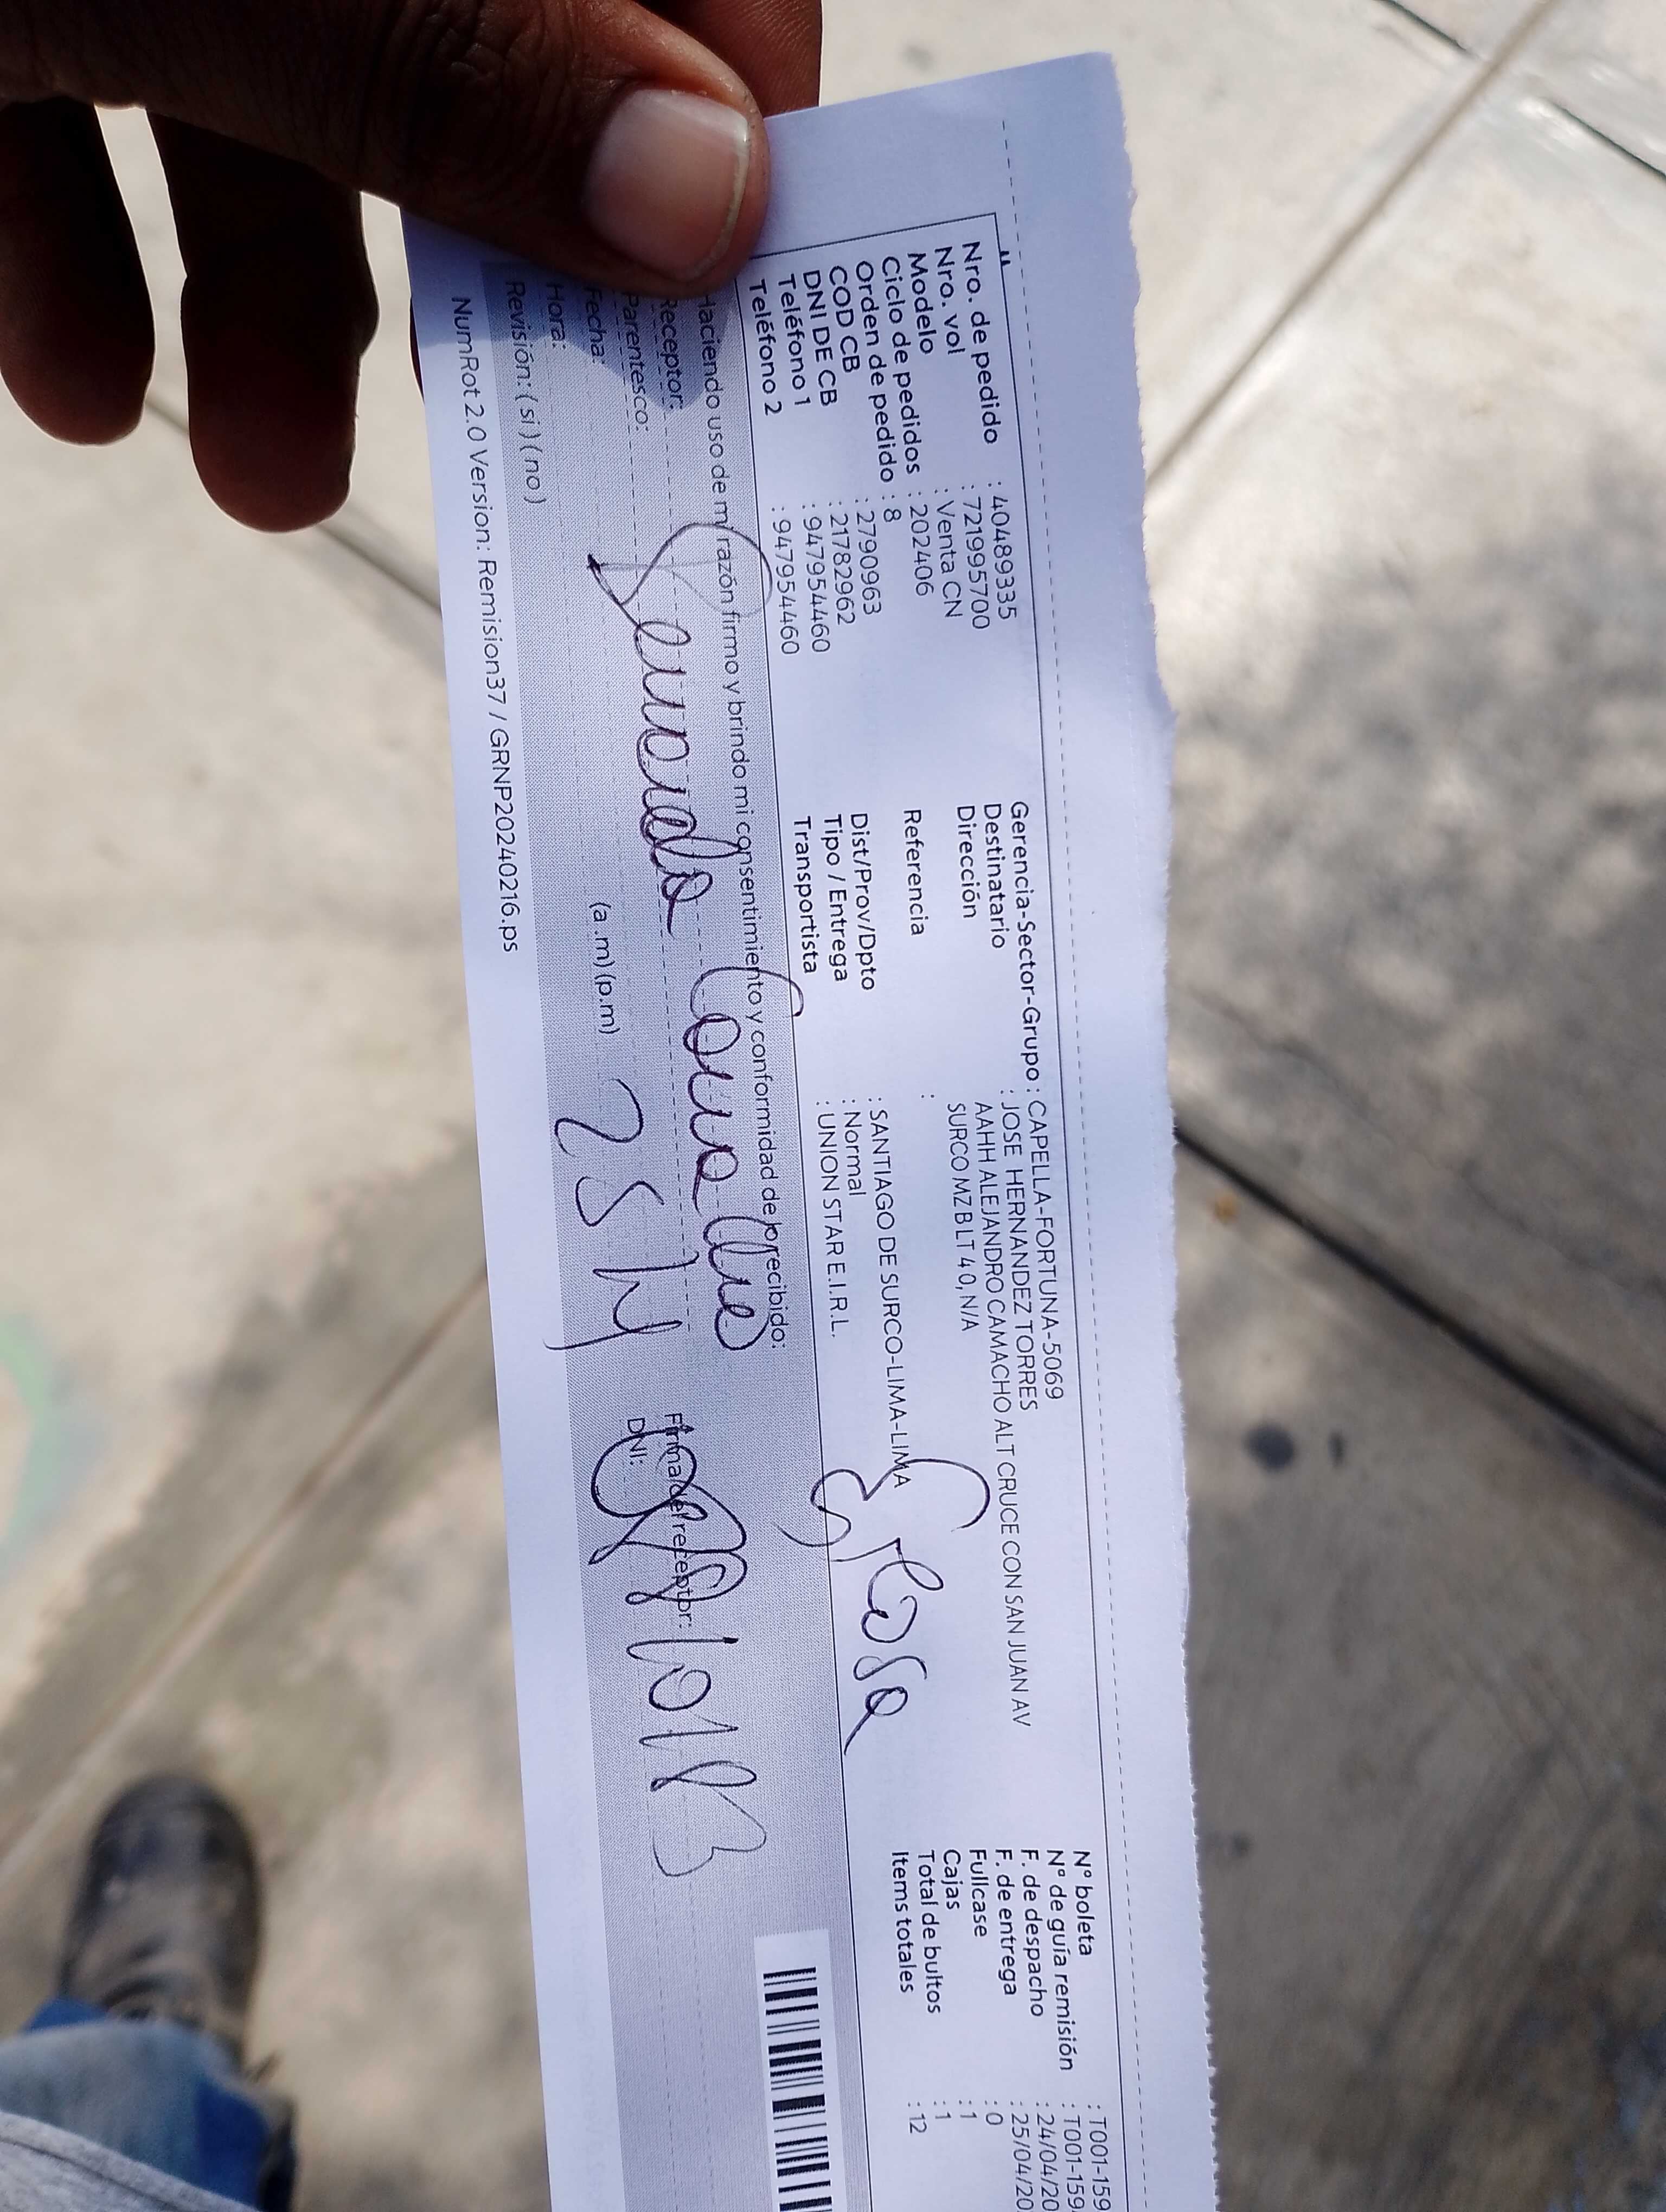 Nro. de pedido : 40489335
Nro. vol : 721995700
Modelo : Venta CN
Ciclo de pedidos : 202406
Orden de pedido : 8
COD CB : 2790963
DNI DE CB : 21782962
Teléfono 1 : 947954460
Teléfono 2 : 947954460
Gerencia-Sector-Grupo : CAPELLA-FORTUNA-5069
Destinatario : JOSE HERNANDEZ TORRES
Dirección AAHH ALEJANDRO CAMACHO ALT CRUCE CON SAN JUAN AV
SURCO MZ B LT 4 0, N/A
Referencia :
Dist/Prov/Dpto : SANTIAGO DE SURCO-LIMA-LIMA
Tipo / Entrega : Normal
Transportista : UNION STAR E.I.R.L.
N° boleta : T001-159
N° de guía remisión : T001-159
F. de despacho : 24/04/20
F. de entrega : 25/04/20
Fullcase : 0
Cajas : 1
Total de bultos : 1
Items totales : 12
Haciendo uso de mi razón firmo y brindo mi consentimiento y conformidad de lo recibido:
Receptor:
Parentesco:
Fecha:
Hora: (a.m) (p.m)
Revisión: ( si ) ( no )
Firma del receptor:
DNI:
Esposa
25 4
NumRot 2.0 Version: Remision37 / GRNP20240216.ps